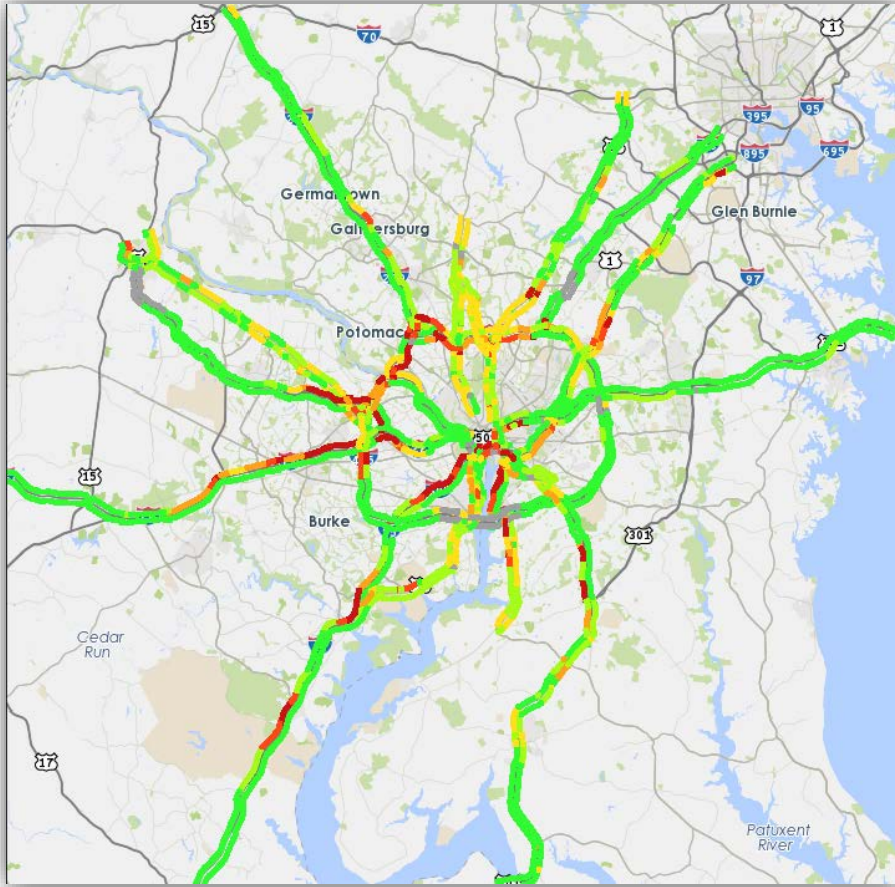 15
70
1
395
95
895
695
Germantown
Gaithersburg
Glen Burnie
1
97
Potomac
50
15
Burke
301
Cedar
Run
17
Patuxent
River